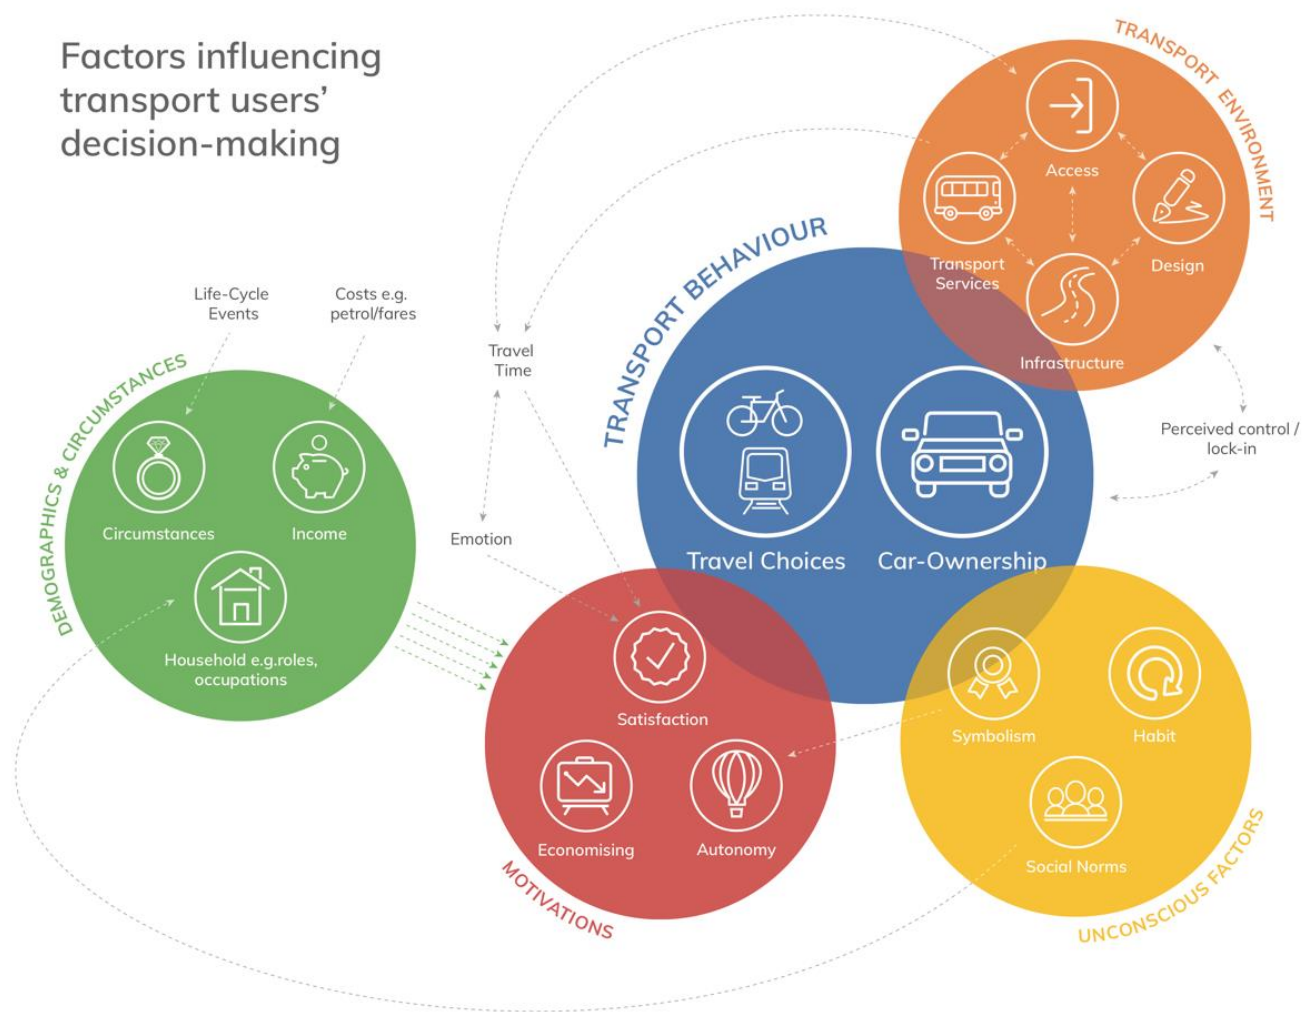 Factors influencing
transport users'
decision-making
TRANSPORT ENVIRONMENT
Access
Transport
Services
Design
Infrastructure
TRANSPORT BEHAVIOUR
Life-Cycle
Events
Costs e.g.
petrol/fares
Travel
Time
DEMOGRAPHICS & CIRCUMSTANCES
Perceived control /
lock-in
Circumstances
Income
Emotion
Travel Choices
Car-Ownership
Household e.g.roles,
occupations
Satisfaction
Symbolism
Habit
Economising
Autonomy
Social Norms
MOTIVATIONS
UNCONSCIOUS FACTORS